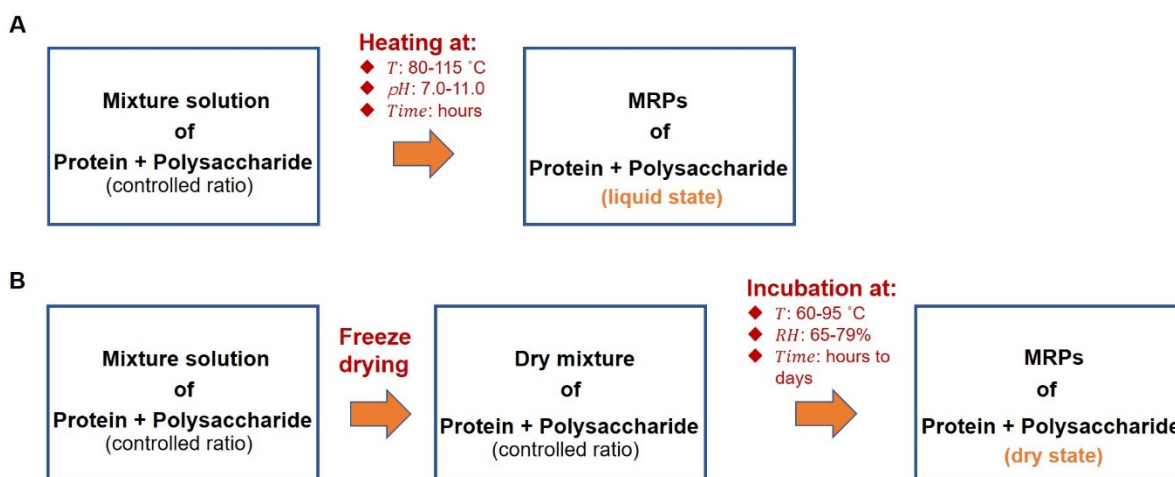 A
Mixture solution
of
Protein + Polysaccharide
(controlled ratio)
Heating at:
◆ T: 80-115 ˚C
◆ pH: 7.0-11.0
◆ Time: hours
MRPs
of
Protein + Polysaccharide
(liquid state)
B
Mixture solution
of
Protein + Polysaccharide
(controlled ratio)
Freeze
drying
Dry mixture
of
Protein + Polysaccharide
(controlled ratio)
Incubation at:
◆ T: 60-95 ˚C
◆ RH: 65-79%
◆ Time: hours to
days
MRPs
of
Protein + Polysaccharide
(dry state)